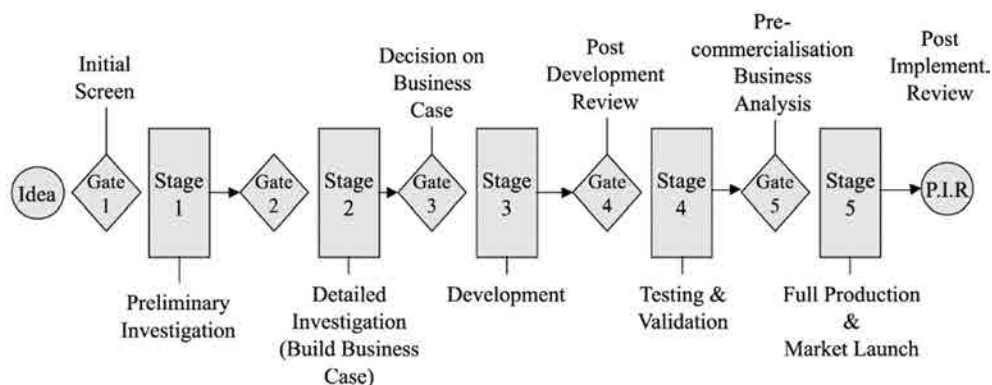 Initial
Screen
Decision on
Business
Case
Post
Development
Review
Pre-
commercialisation
Business
Analysis
Post
Implement.
Review
Idea
Gate
1
Stage
1
Gate
2
Stage
2
Gate
3
Stage
3
Gate
4
Stage
4
Gate
5
Stage
5
P.I.R
Preliminary
Investigation
Detailed
Investigation
(Build Business
Case)
Development
Testing &
Validation
Full Production
&
Market Launch